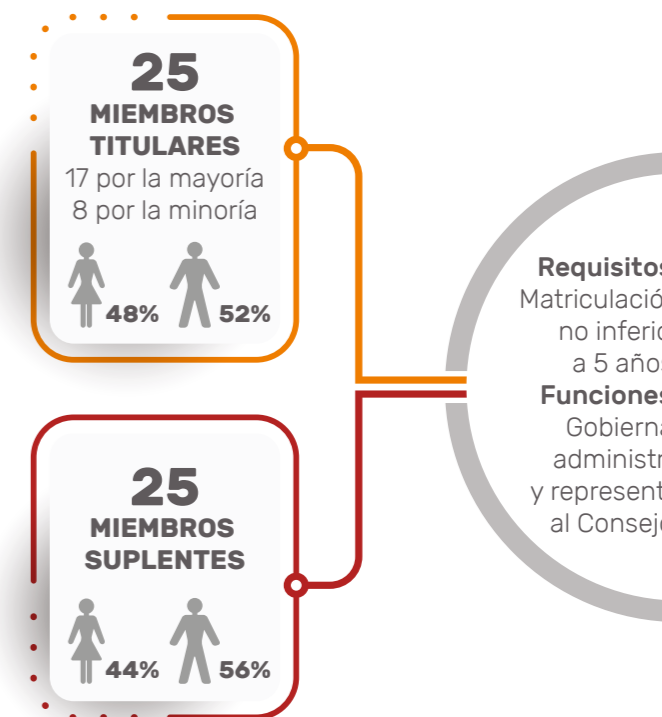 25
MIEMBROS
TITULARES
17 por la mayoría
8 por la minoría
48% 52%
25
MIEMBROS
SUPLENTES
44% 56%
Requisitos
Matriculació
no inferio
a 5 años
Funciones
Goberna
administr
y represent
al Consejo